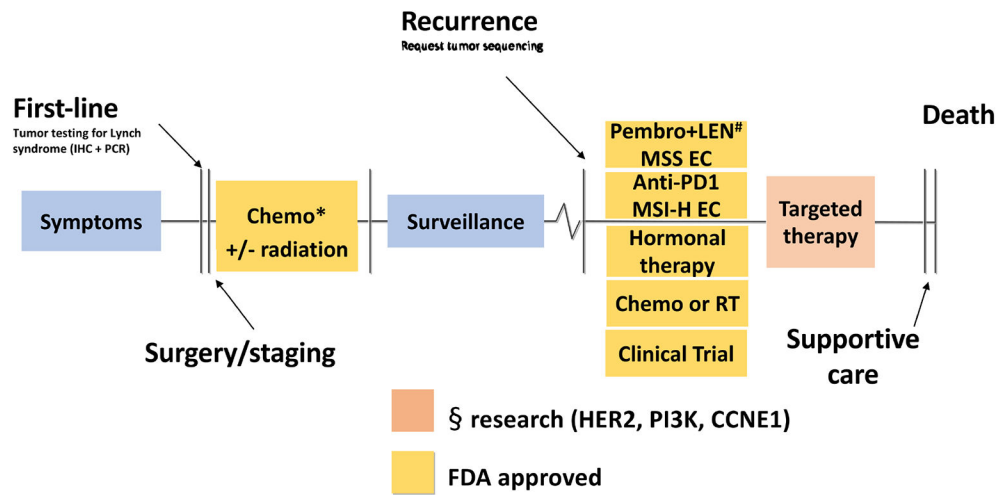 Recurrence
Request tumor sequencing
First-line
Tumor testing for Lynch
syndrome (IHC + PCR)
Death
Symptoms
Chemo*
+/- radiation
Surveillance
Pembro+LEN#
MSS EC
Anti-PD1
MSI-H EC
Hormonal
therapy
Chemo or RT
Clinical Trial
Targeted
therapy
Surgery/staging
Supportive
care
§ research (HER2, PI3K, CCNE1)
FDA approved